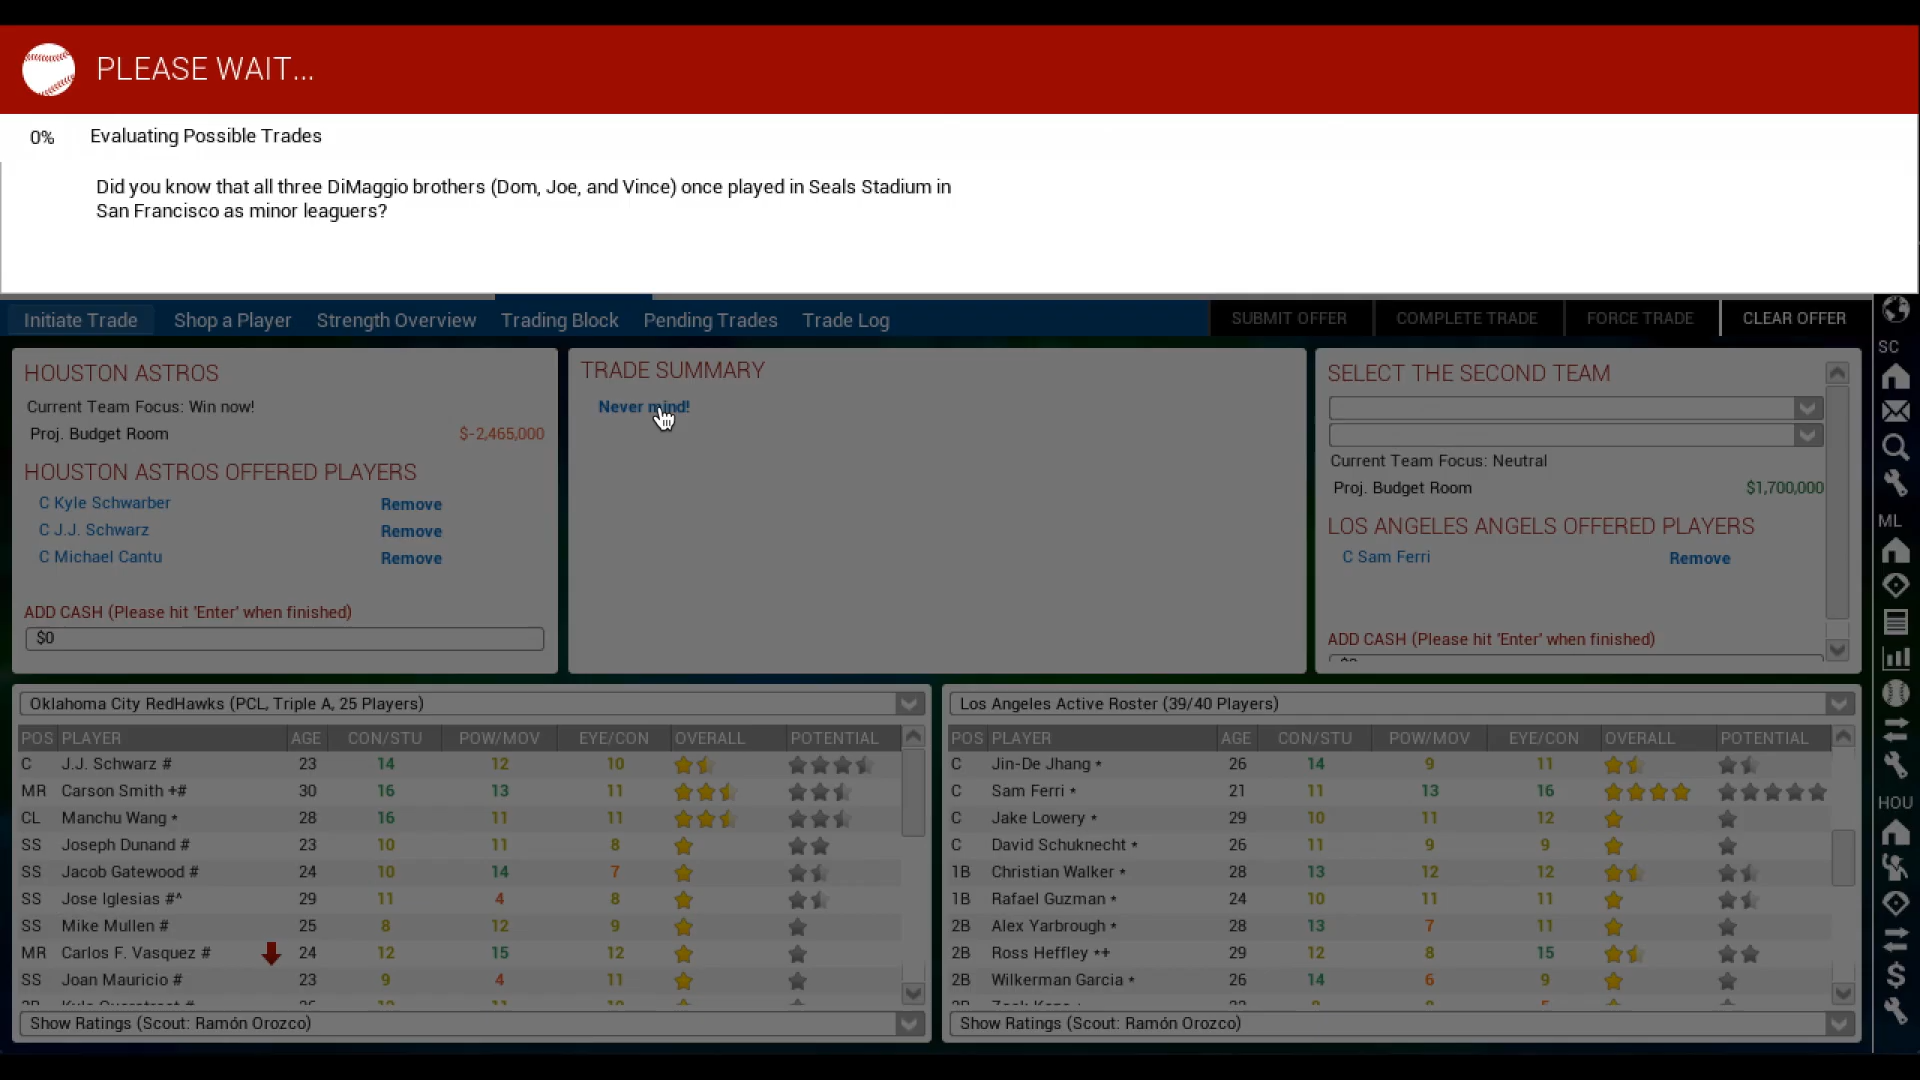 PLEASE WAIT...
0% Evaluating Possible Trades
Did you know that all three DiMaggio brothers (Dom, Joe, and Vince) once played in Seals Stadium in
San Francisco as minor leaguers?
Initiate Trade Shop a Player Strength Overview Trading Block Pending Trades Trade Log SUBMIT OFFER COMPLETE TRADE FORCE TRADE CLEAR OFFER
HOUSTON ASTROS
Current Team Focus: Win now!
Proj. Budget Room $-2,465,000
HOUSTON ASTROS OFFERED PLAYERS
C Kyle Schwarber Remove
C J.J. Schwarz Remove
C Michael Cantu Remove
ADD CASH (Please hit 'Enter' when finished)
$0
TRADE SUMMARY
Never mind!
SELECT THE SECOND TEAM
Current Team Focus: Neutral
Proj. Budget Room $1,700,000
LOS ANGELES ANGELS OFFERED PLAYERS
C Sam Ferri Remove
ADD CASH (Please hit 'Enter' when finished)
Oklahoma City RedHawks (PCL, Triple A, 25 Players)
POS PLAYER AGE CON/STU POW/MOV EYE/CON OVERALL POTENTIAL
C J.J. Schwarz # 23 14 12 10
MR Carson Smith +# 30 16 13 11
CL Manchu Wang * 28 16 11 11
SS Joseph Dunand # 23 10 11 8
SS Jacob Gatewood # 24 10 14 7
SS Jose Iglesias #^ 29 11 4 8
SS Mike Mullen # 25 8 12 9
MR Carlos F. Vasquez # 24 12 15 12
SS Joan Mauricio # 23 9 4 11
Show Ratings (Scout: Ramón Orozco)
Los Angeles Active Roster (39/40 Players)
POS PLAYER AGE CON/STU POW/MOV EYE/CON OVERALL POTENTIAL
C Jin-De Jhang * 26 14 9 11
C Sam Ferri * 21 11 13 16
C Jake Lowery * 29 10 11 12
C David Schuknecht * 26 11 9 9
1B Christian Walker * 28 13 12 12
1B Rafael Guzman * 24 10 11 11
2B Alex Yarbrough * 28 13 7 11
2B Ross Heffley *+ 29 12 8 15
2B Wilkerman Garcia * 26 14 6 9
Show Ratings (Scout: Ramón Orozco)
SC
ML
HOU